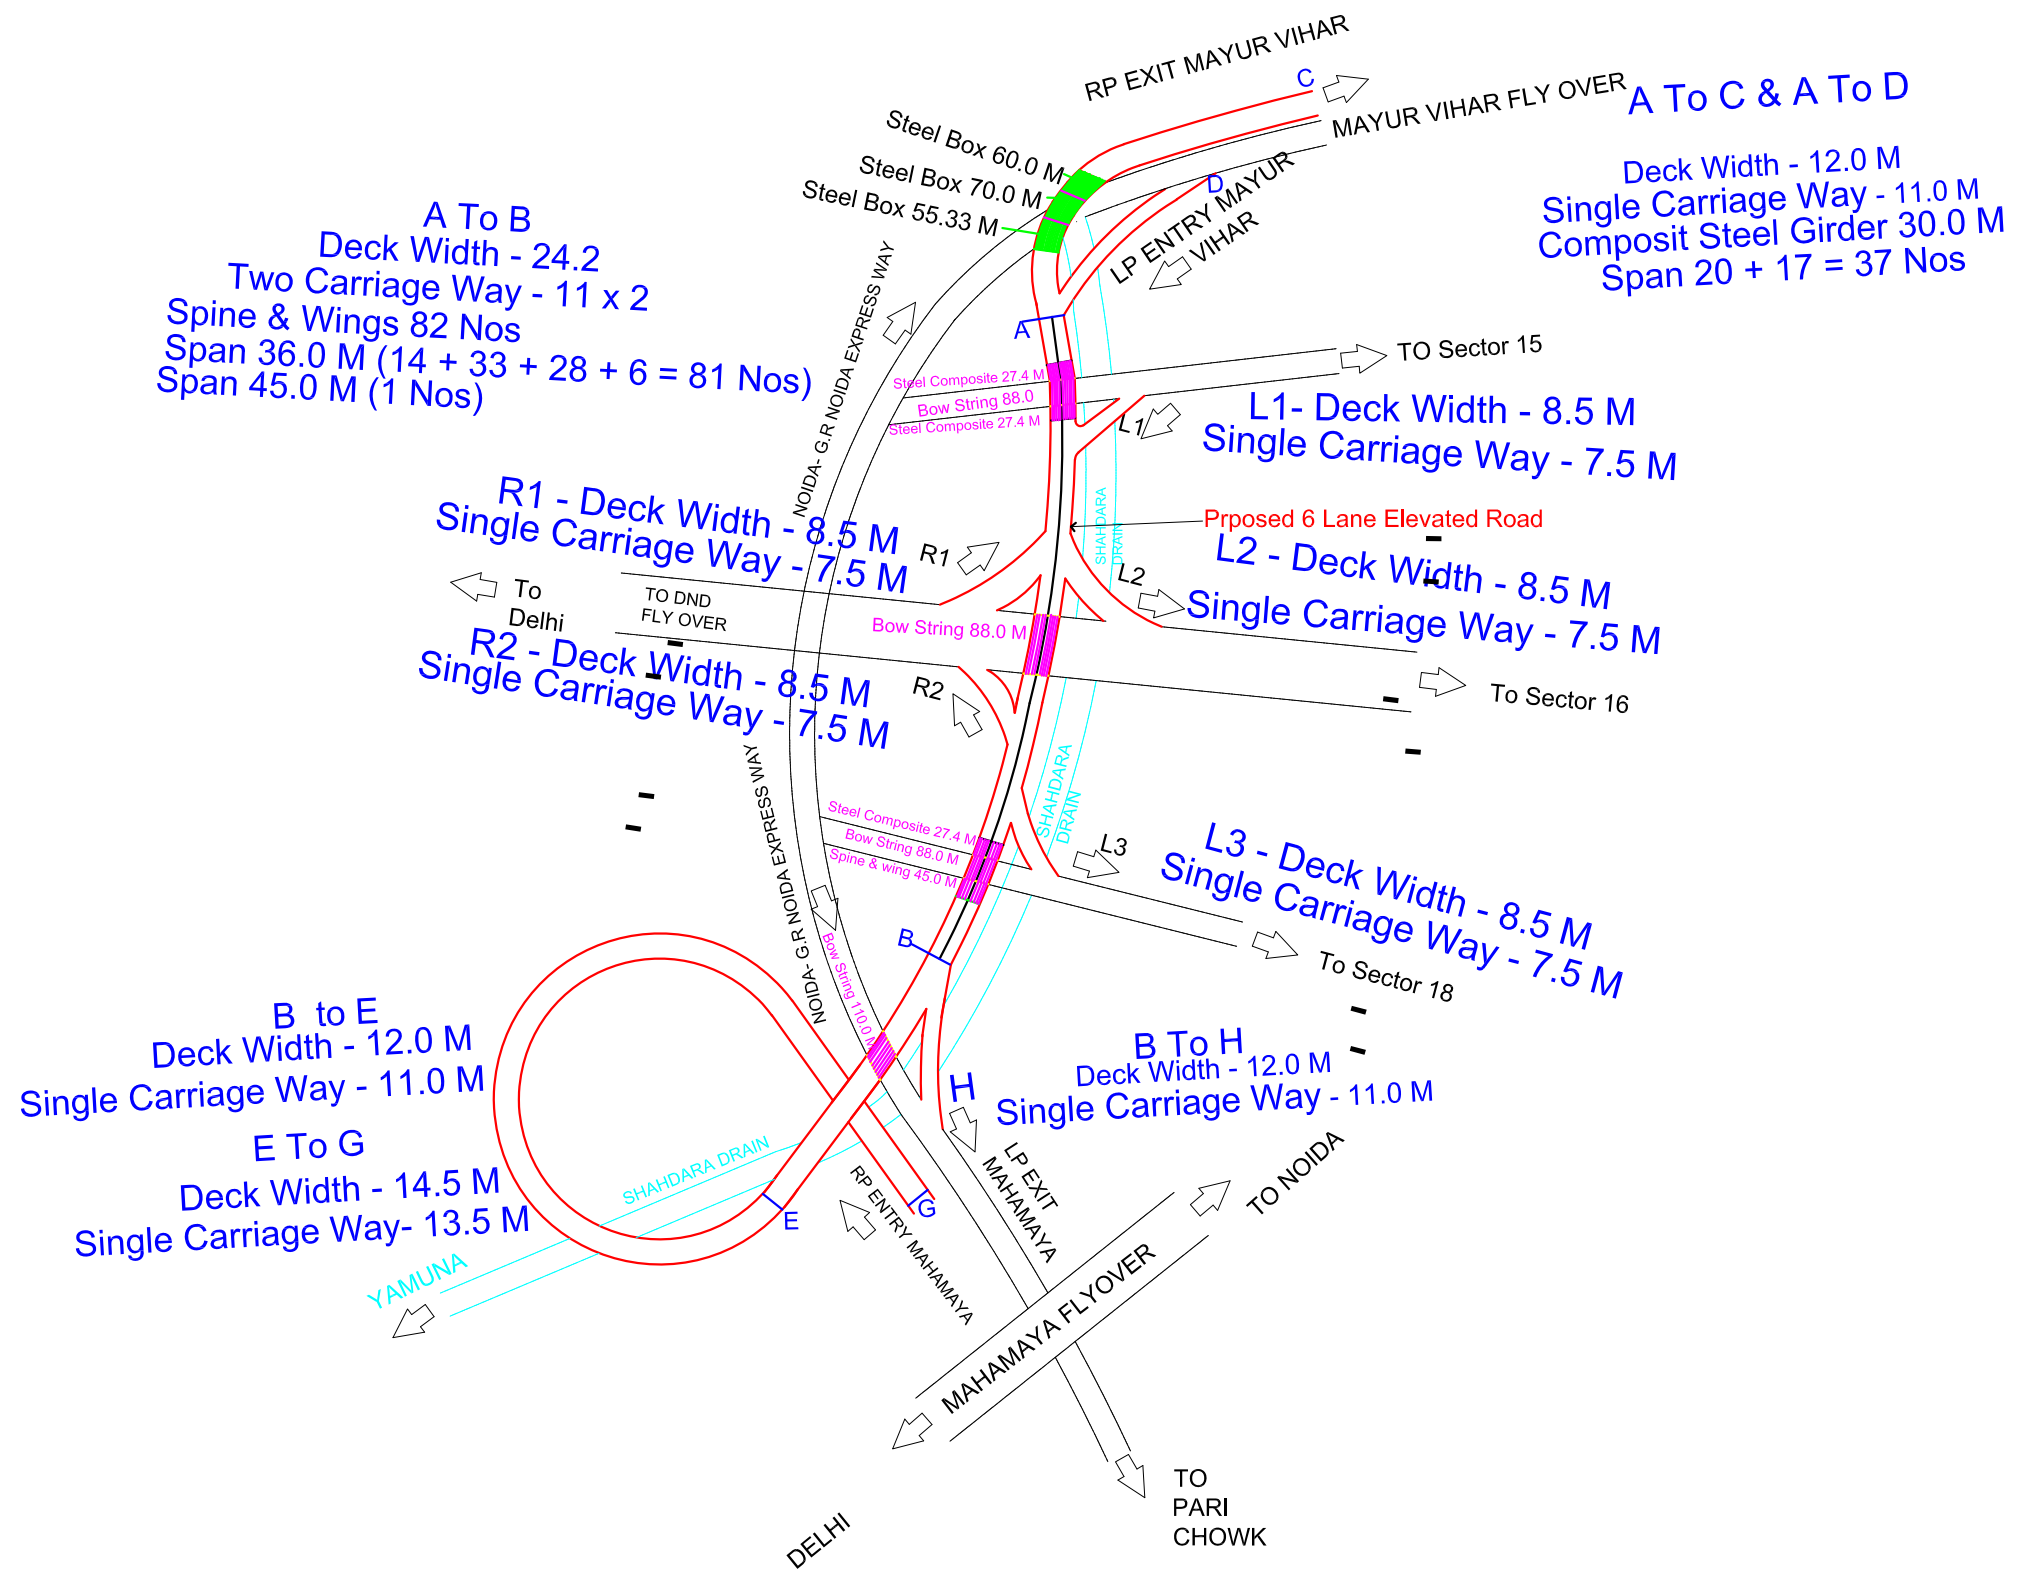 RP EXIT MAYUR VIHAR
C
MAYUR VIHAR FLY OVER
A To C & A To D
Deck Width - 12.0 M
Single Carriage Way - 11.0 M
Composit Steel Girder 30.0 M
Span 20 + 17 = 37 Nos
Steel Box 60.0 M
Steel Box 70.0 M
Steel Box 55.33 M
D
LP ENTRY MAYUR
VIHAR
A To B
Deck Width - 24.2
Two Carriage Way - 11 x 2
Spine & Wings 82 Nos
Span 36.0 M (14 + 33 + 28 + 6 = 81 Nos)
Span 45.0 M (1 Nos)
NOIDA- G.R NOIDA EXPRESS WAY
A
TO Sector 15
Steel Composite 27.4 M
Bow String 88.0
Steel Composite 27.4 M
L1
L1- Deck Width - 8.5 M
Single Carriage Way - 7.5 M
R1 - Deck Width - 8.5 M
Single Carriage Way - 7.5 M
R1
SHAHDARA
DRAIN
Prposed 6 Lane Elevated Road
L2
L2 - Deck Width - 8.5 M
Single Carriage Way - 7.5 M
To
Delhi
TO DND
FLY OVER
Bow String 88.0 M
R2 - Deck Width - 8.5 M
Single Carriage Way - 7.5 M
R2
To Sector 16
NOIDA- G.R NOIDA EXPRESS WAY
SHAHDARA
DRAIN
Steel Composite 27.4 M
Bow String 88.0 M
Spine & wing 45.0 M
L3
L3 - Deck Width - 8.5 M
Single Carriage Way - 7.5 M
To Sector 18
B
Bow String 110.0 M
B to E
Deck Width - 12.0 M
Single Carriage Way - 11.0 M
B To H
Deck Width - 12.0 M
Single Carriage Way - 11.0 M
H
E To G
Deck Width - 14.5 M
Single Carriage Way- 13.5 M
SHAHDARA DRAIN
E
G
LP EXIT
MAHAMAYA
RP ENTRY MAHAMAYA
TO NOIDA
YAMUNA
MAHAMAYA FLYOVER
DELHI
TO
PARI
CHOWK